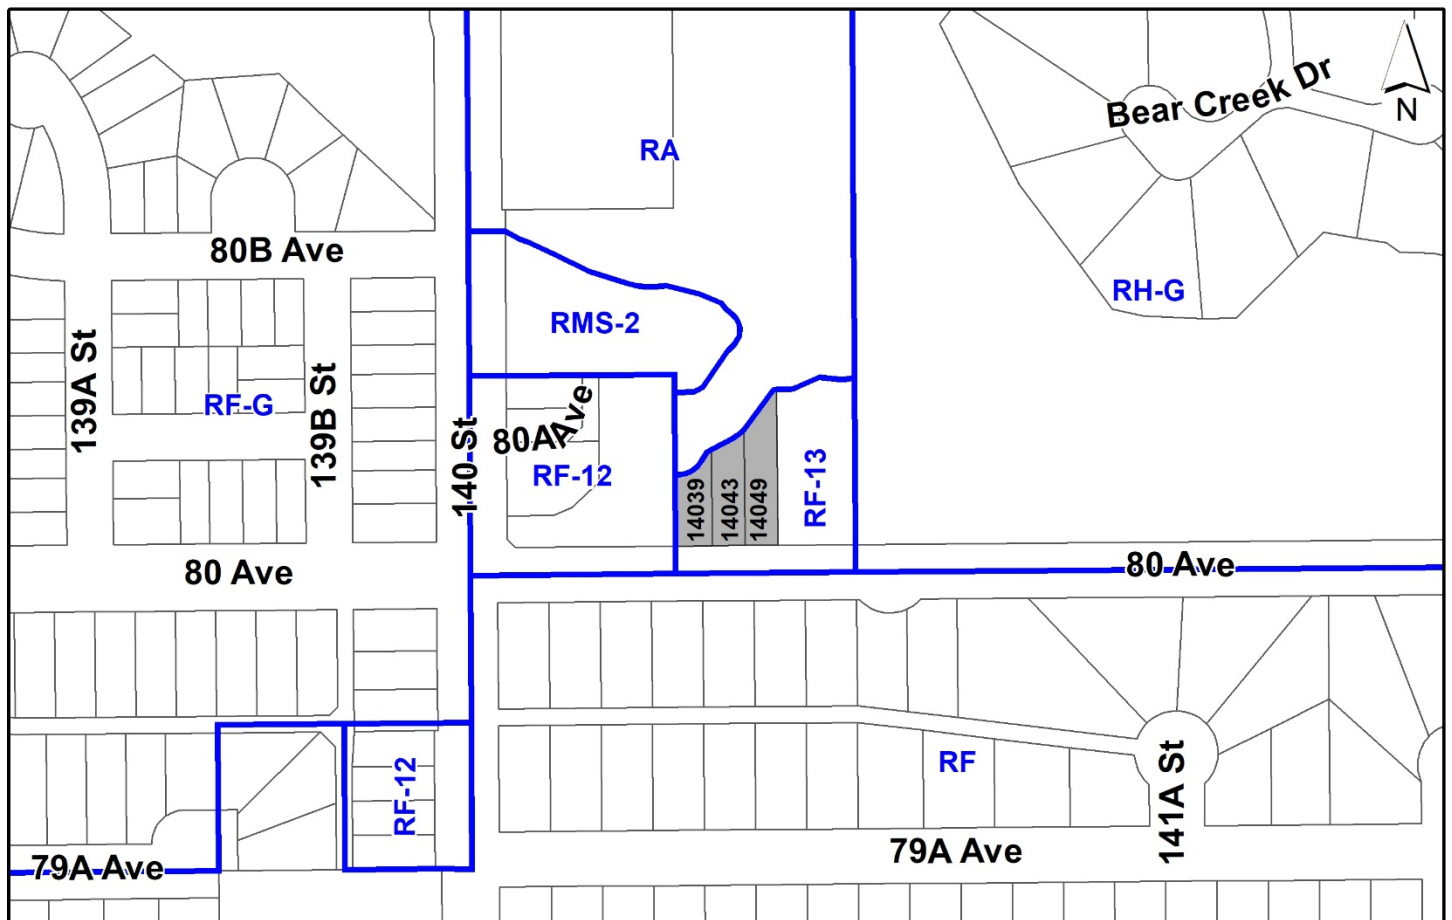 Bear Creek Dr
N
RA
80B Ave
RH-G
RMS-2
139A St
139B St
RF-G
80A Ave
140 St
RF-12
14039
14043
14049
RF-13
80 Ave
80 Ave
RF-12
RF
141A St
79A Ave
79A Ave